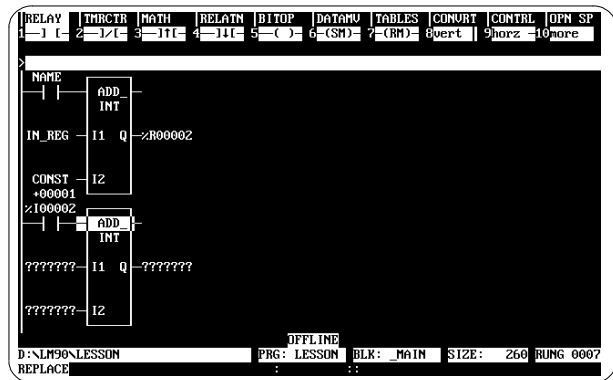 RELAY TMRCTR MATH RELATN BITOP DATAMV TABLES CONVRT CONTRL OPN SP
1—] [— 2—]/[— 3—]↑[— 4—]↓[— 5—( )— 6—(SM)— 7—(RM)— 8vert | 9horz — 10more
>
NAME
ADD_
INT
IN_REG I1 Q %R00002
CONST I2
+00001
%I00002
ADD_
INT
??????? I1 Q ???????
??????? I2
OFFLINE
D:\LM90\LESSON PRG: LESSON BLK: _MAIN SIZE: 260 RUNG 0007
REPLACE : ::